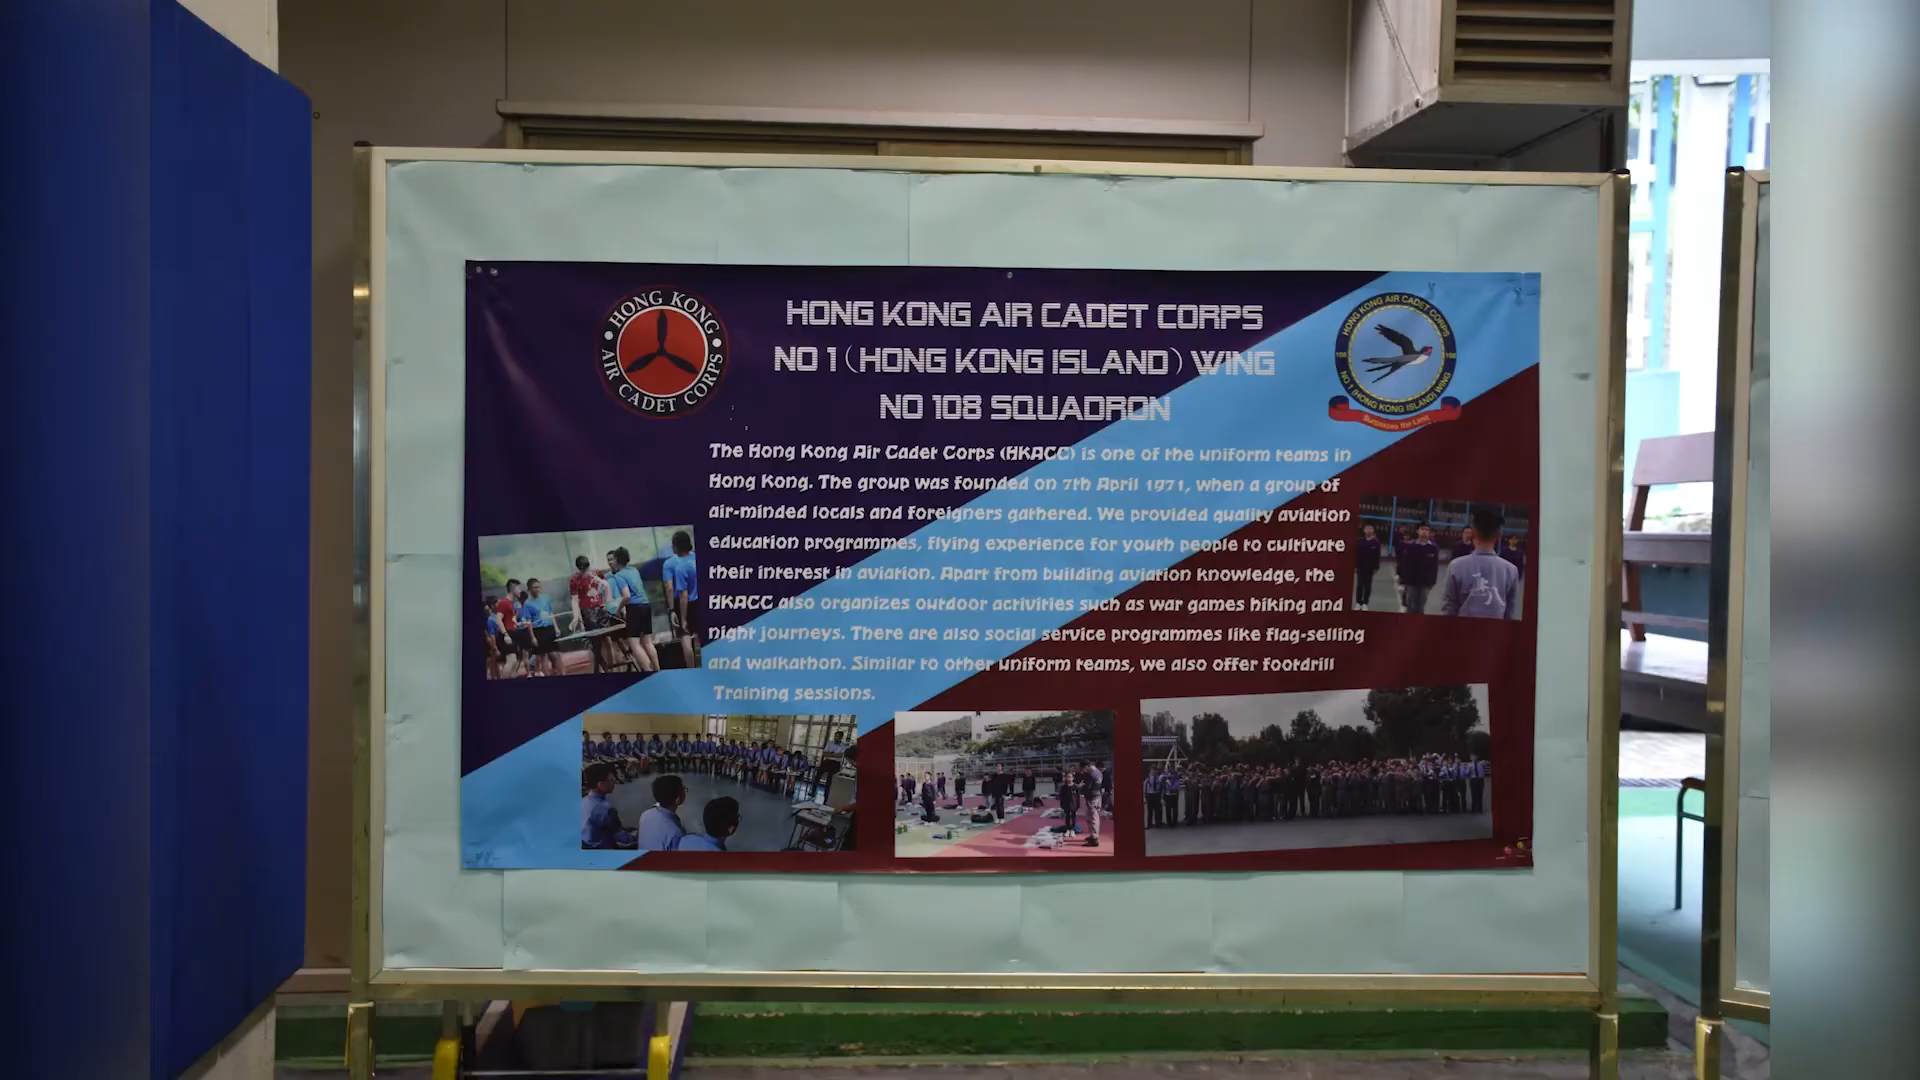 HONG KONG
AIR CADET CORPS
HONG KONG AIR CADET CORPS
NO 1 (HONG KONG ISLAND) WING
NO 108 SQUADRON
HONG KONG AIR CADET CORPS
108 108
NO 1 (HONG KONG ISLAND) WING
The Hong Kong Air Cadet Corps (HKACC) is one of the uniform teams in
Hong Kong. The group was founded on 7th April 1971, when a group of
air-minded locals and foreigners gathered. We provided quality aviation
education programmes, flying experience for youth people to cultivate
their interest in aviation. Apart from building aviation knowledge, the
HKACC also organizes outdoor activities such as war games hiking and
night journeys. There are also social service programmes like flag-selling
and walkathon. Similar to other uniform teams, we also offer footdrill
Training sessions.